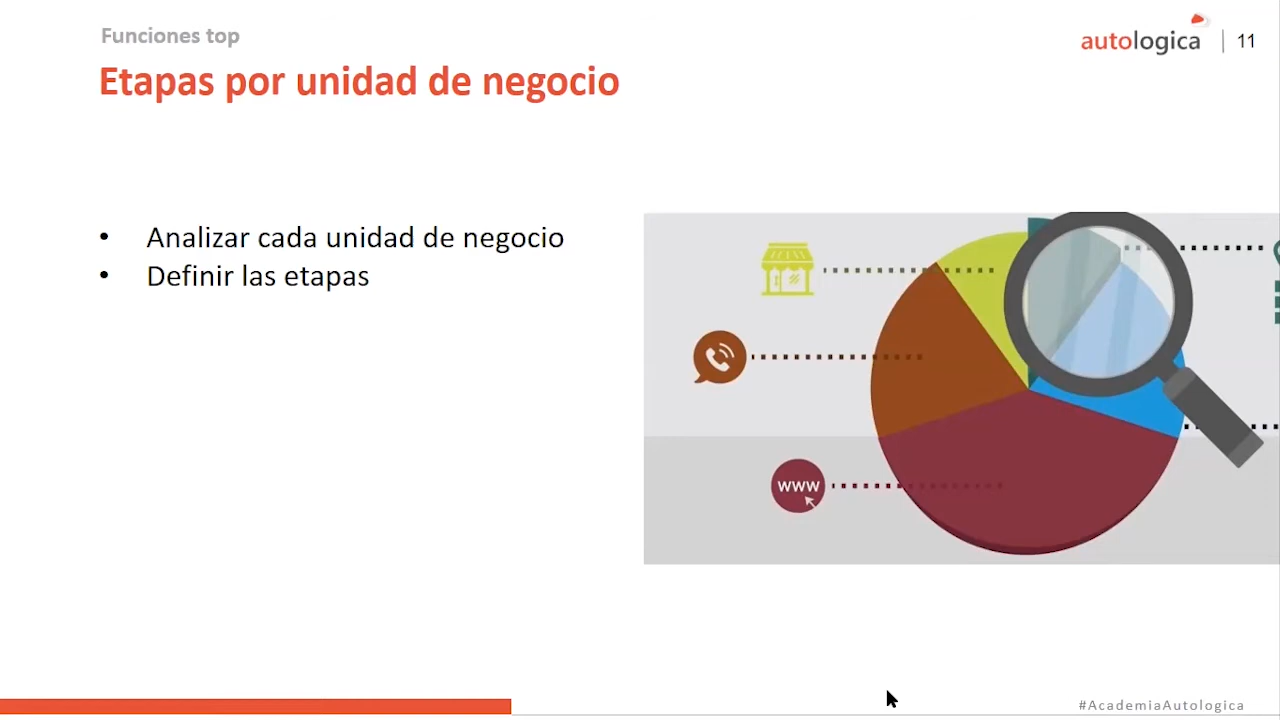 Funciones top
autologica | 11
Etapas por unidad de negocio
• Analizar cada unidad de negocio
• Definir las etapas
www
#AcademiaAutologica